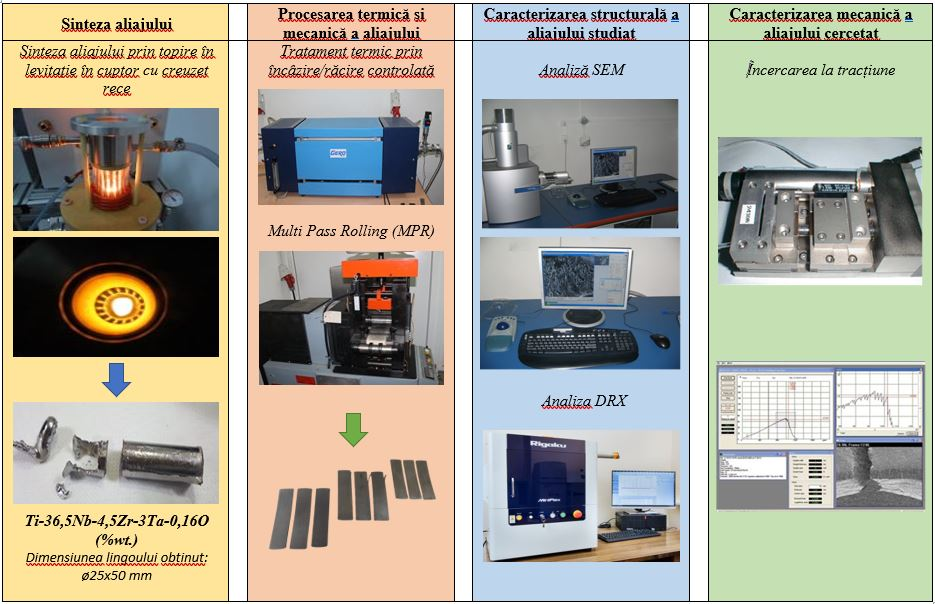 Sinteza aliajului
Sinteza aliajului prin topire în
levitație în cuptor cu creuzet
rece
Ti-36,5Nb-4,5Zr-3Ta-0,16O
(%wt.)
Dimensiunea lingoului obtinut:
ø25x50 mm
Procesarea termică și
mecanică a aliajului
Tratament termic prin
încâzire/răcire controlată
Gero
Multi Pass Rolling (MPR)
Caracterizarea structurală a
aliajului studiat
Analiză SEM
Analiza DRX
Rigaku
MiniFlex
Caracterizarea mecanică a
aliajului cercetat
Încercarea la tracțiune